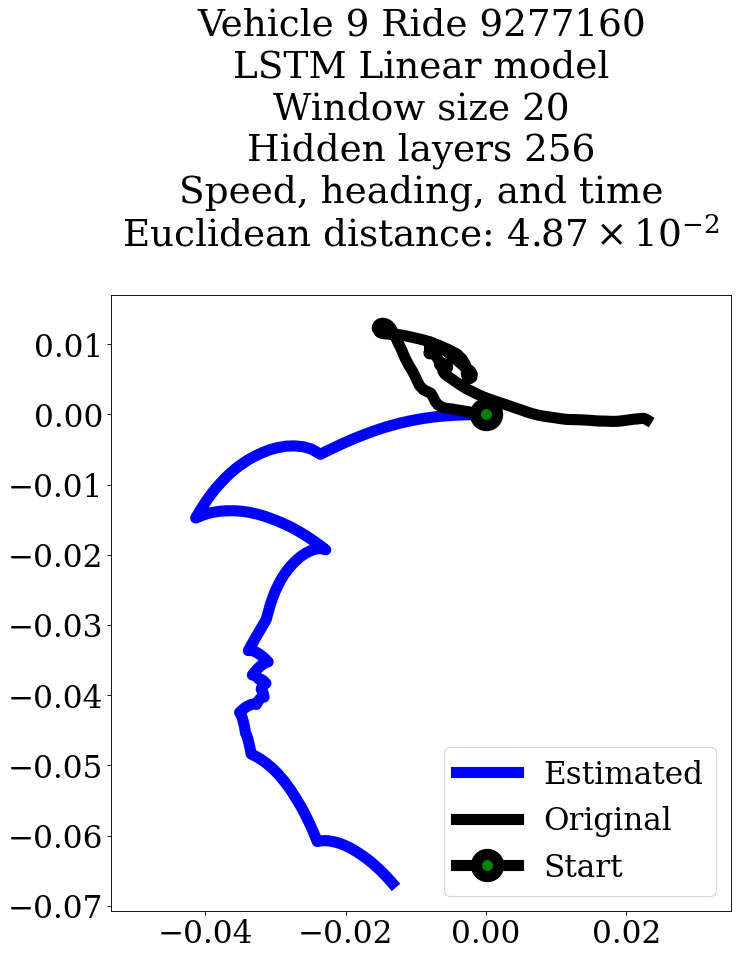 Vehicle 9 Ride 9277160
LSTM Linear model
Window size 20
Hidden layers 256
Speed, heading, and time
Euclidean distance: 4.87 × 10⁻²
0.01
0.00
−0.01
−0.02
−0.03
−0.04
−0.05
−0.06
−0.07
Estimated
Original
Start
−0.04 −0.02 0.00 0.02